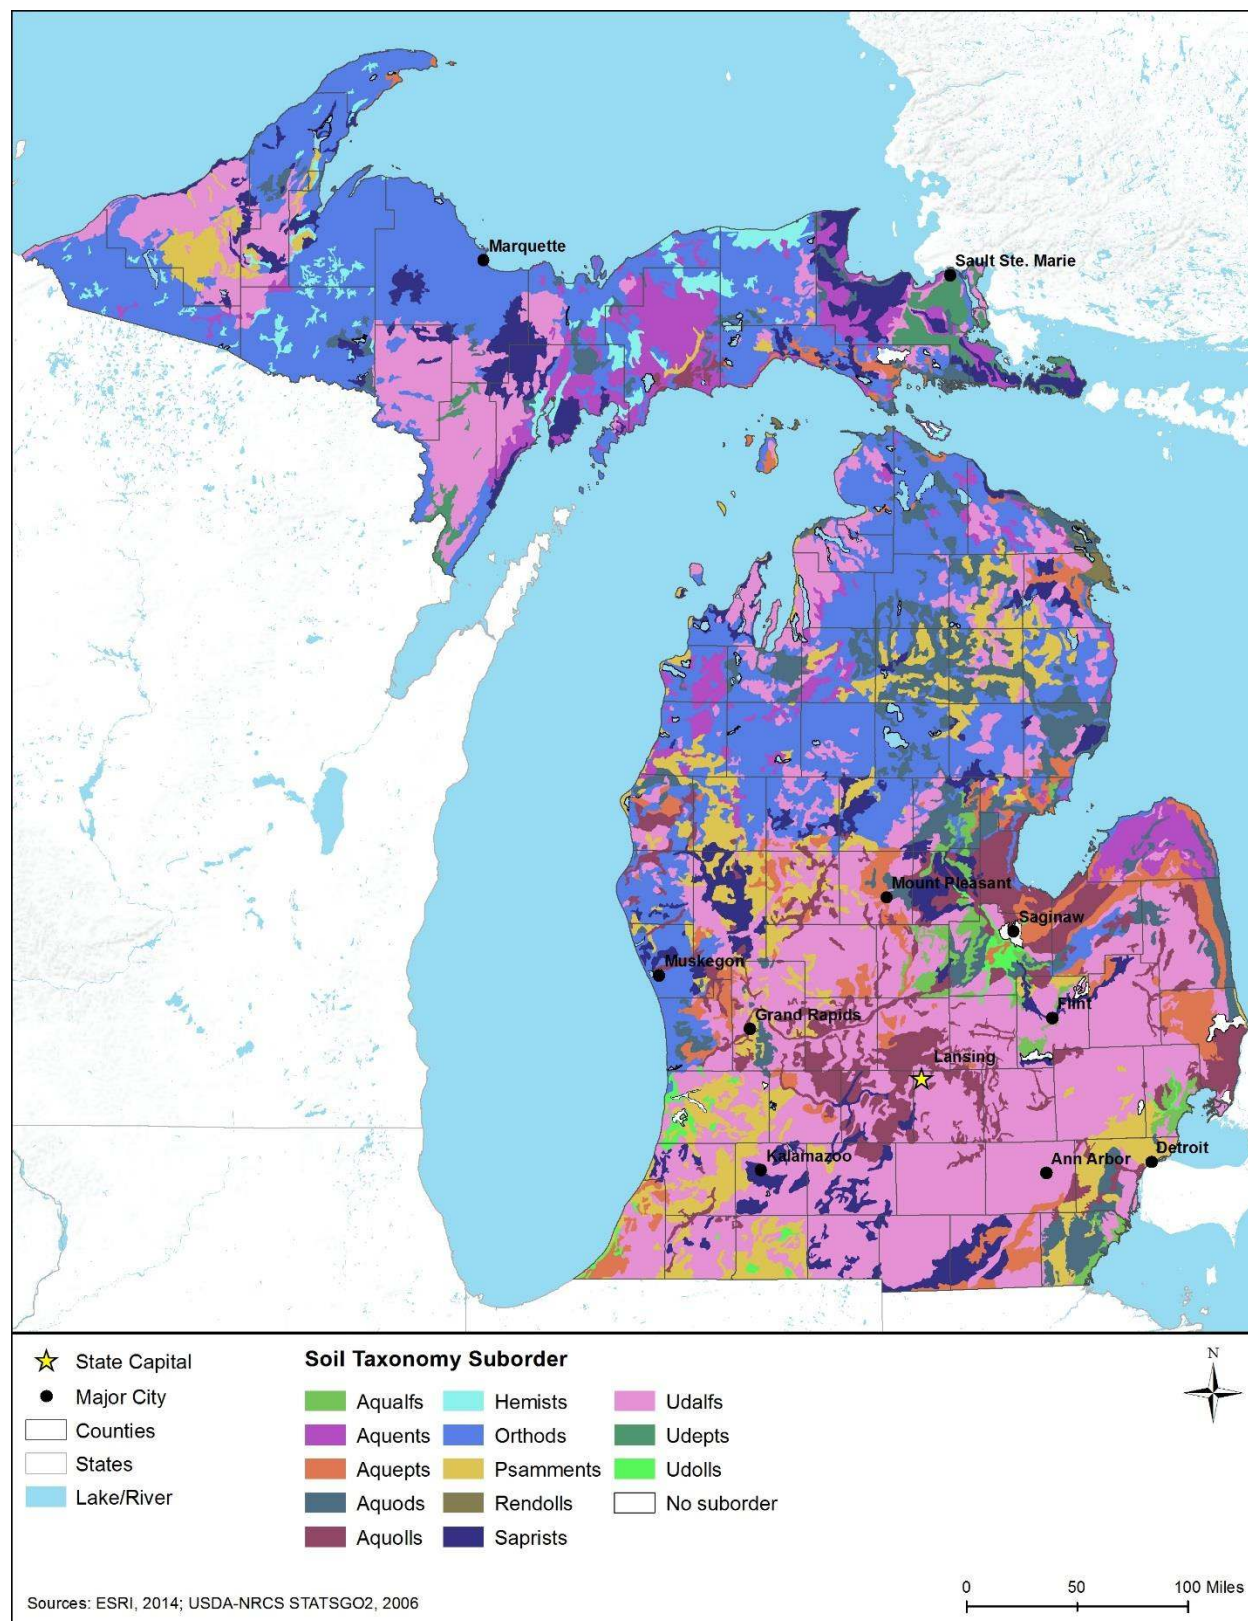 Marquette
Sault Ste. Marie
Mount Pleasant
Saginaw
Muskegon
Flint
Grand Rapids
Lansing
Kalamazoo
Ann Arbor
Detroit
State Capital
Major City
Counties
States
Lake/River
Soil Taxonomy Suborder
Aqualfs
Aquents
Aquepts
Aquods
Aquolls
Hemists
Orthods
Psamments
Rendolls
Saprists
Udalfs
Udepts
Udolls
No suborder
N
0 50 100 Miles
Sources: ESRI, 2014; USDA-NRCS STATSGO2, 2006